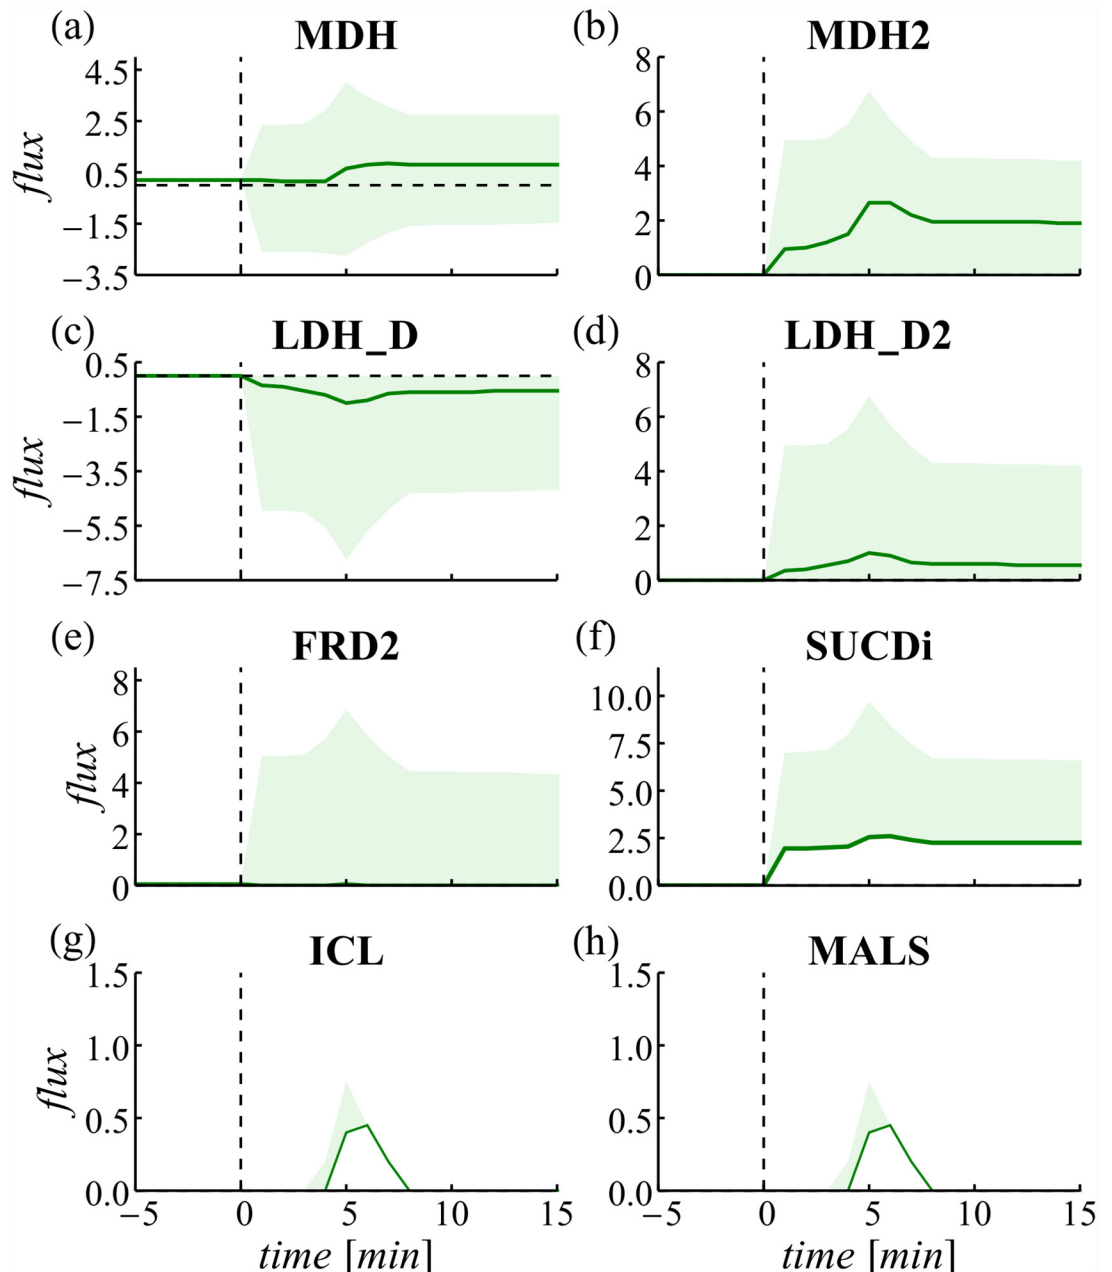 (a) MDH
(b) MDH2
4.5
2.5
0.5
−1.5
−3.5
flux
8
6
4
2
0
(c) LDH_D
(d) LDH_D2
0.5
−1.5
−3.5
−5.5
−7.5
flux
8
6
4
2
0
(e) FRD2
(f) SUCDi
8
6
4
2
0
flux
10.0
7.5
5.0
2.5
0.0
(g) ICL
(h) MALS
1.5
1.0
0.5
0.0
flux
−5 0 5 10 15
time [min]
1.5
1.0
0.5
0.0
−5 0 5 10 15
time [min]